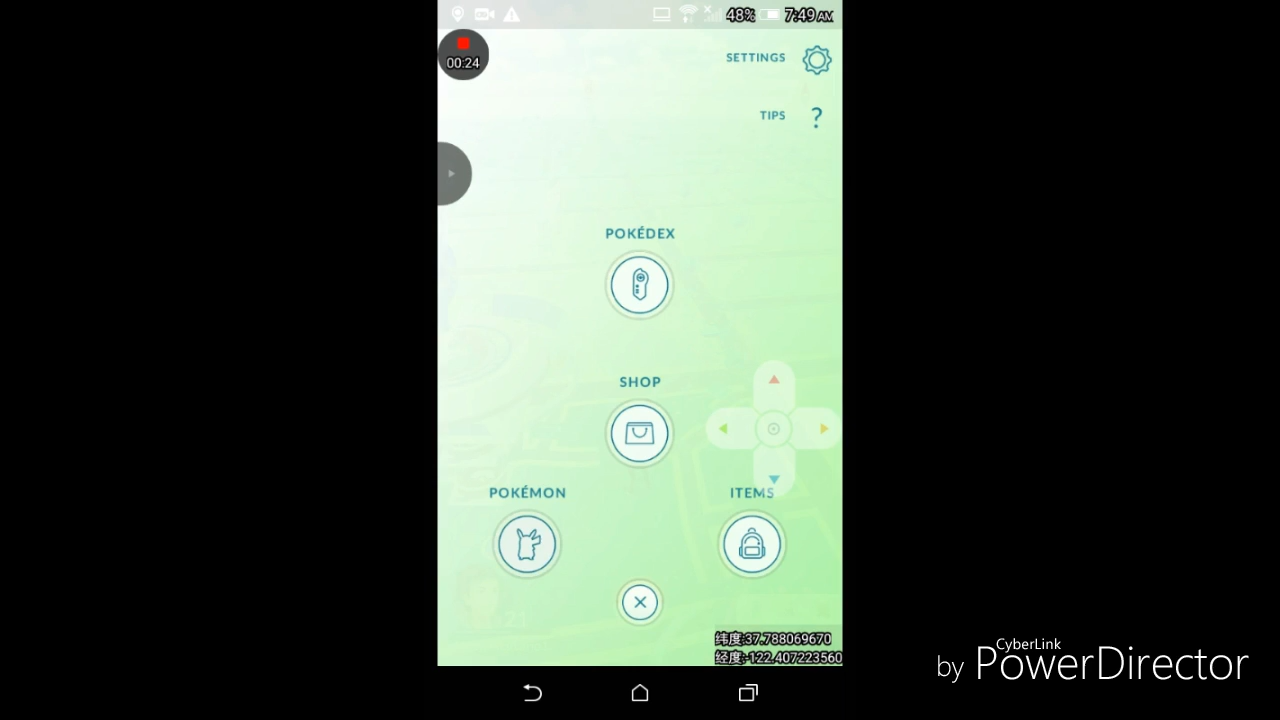 48% 7:49 AM
00:24
SETTINGS
TIPS ?
POKÉDEX
SHOP
POKÉMON
ITEMS
21
纬度:37.788069670
经度:-122.407223560
by CyberLink PowerDirector